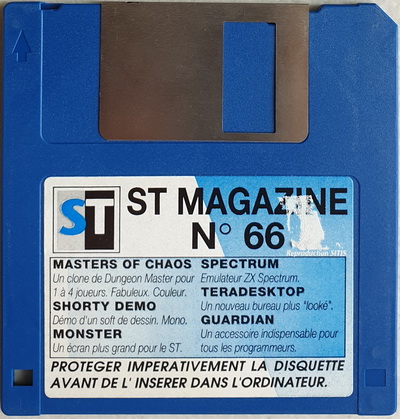 ST
ST MAGAZINE
N° 66
Reproduction SITIS
MASTERS OF CHAOS
Un clone de Dungeon Master pour
1 à 4 joueurs. Fabuleux. Couleur.
SHORTY DEMO
Démo d'un soft de dessin. Mono.
MONSTER
Un écran plus grand pour le ST.
SPECTRUM
Emulateur ZX Spectrum.
TERADESKTOP
Un nouveau bureau plus "looké".
GUARDIAN
Un accessoire indispensable pour
tous les programmeurs.
PROTEGER IMPERATIVEMENT LA DISQUETTE
AVANT DE L' INSERER DANS L'ORDINATEUR.